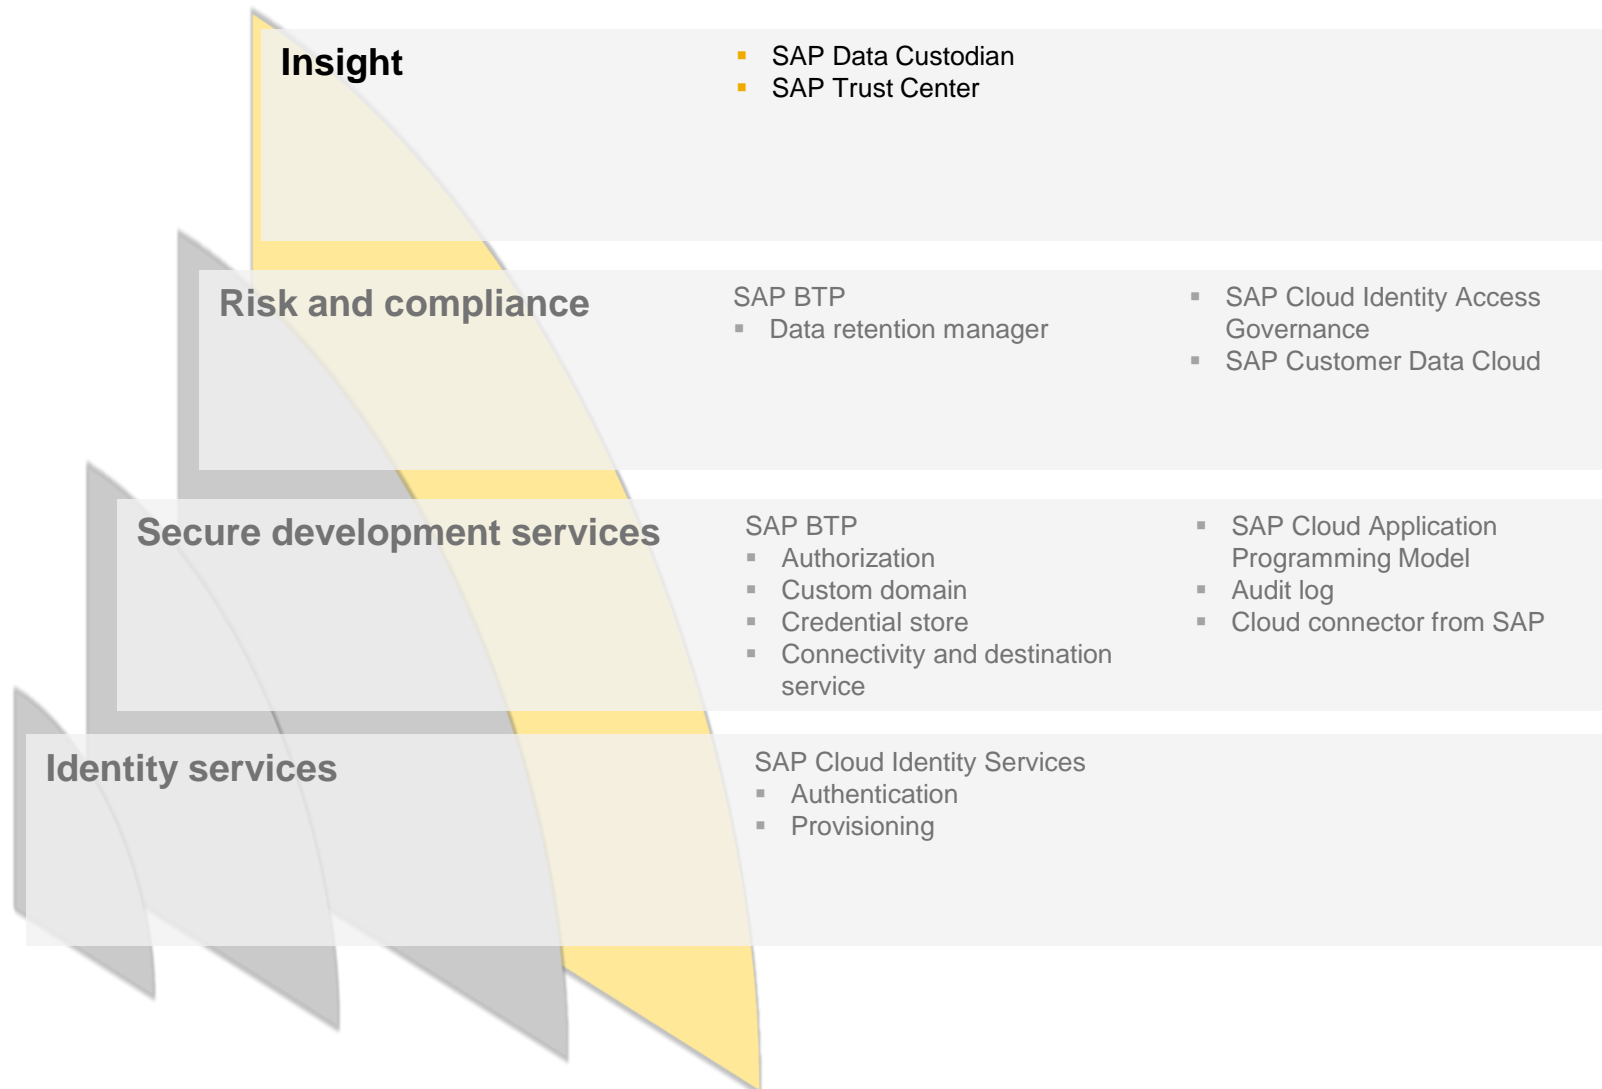 Insight
SAP Data Custodian
SAP Trust Center
Risk and compliance
SAP BTP
Data retention manager
SAP Cloud Identity Access
Governance
SAP Customer Data Cloud
Secure development services
SAP BTP
Authorization
Custom domain
Credential store
Connectivity and destination
service
SAP Cloud Application
Programming Model
Audit log
Cloud connector from SAP
Identity services
SAP Cloud Identity Services
Authentication
Provisioning